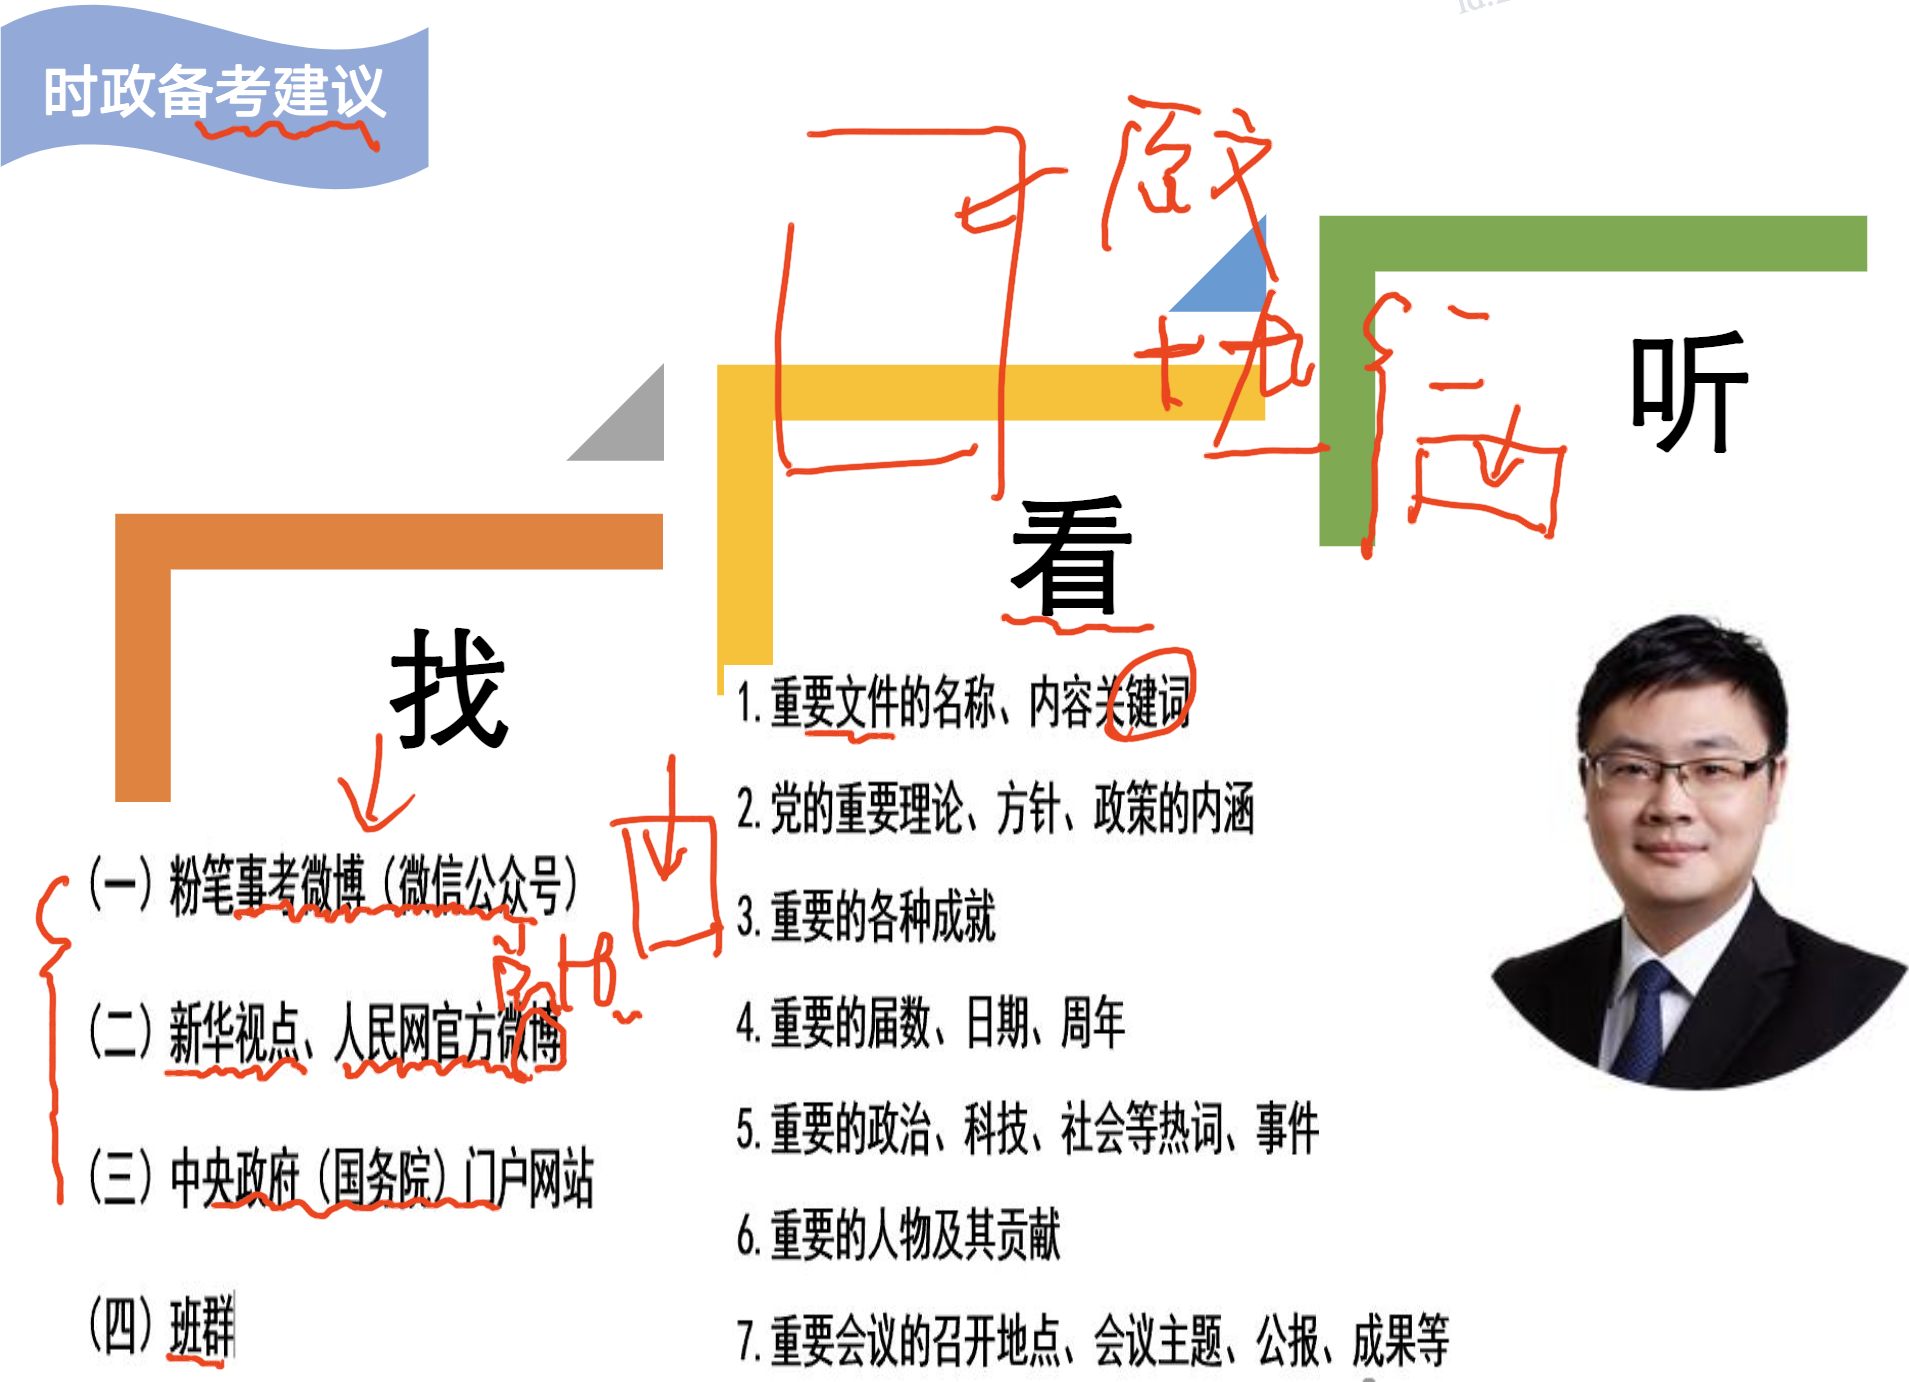 时政备考建议
原文
听
看
找
1. 重要文件的名称、内容关键词
2. 党的重要理论、方针、政策的内涵
3. 重要的各种成就
4. 重要的届数、日期、周年
5. 重要的政治、科技、社会等热词、事件
6. 重要的人物及其贡献
7. 重要会议的召开地点、会议主题、公报、成果等
（一）粉笔事考微博（微信公众号）
（二）新华视点、人民网官方微博
（三）中央政府（国务院）门户网站
（四）班群